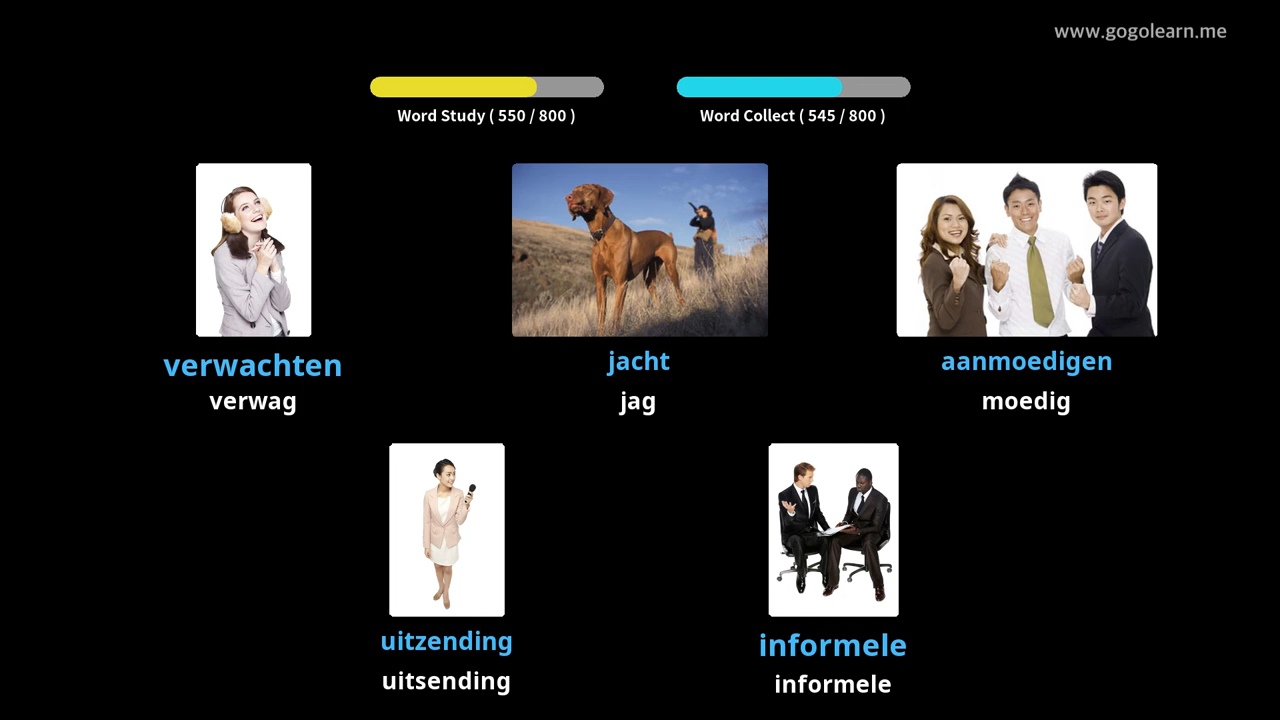 www.gogolearn.me
Word Study ( 550 / 800 )
Word Collect ( 545 / 800 )
verwachten
verwag
jacht
jag
aanmoedigen
moedig
uitzending
uitsending
informele
informele